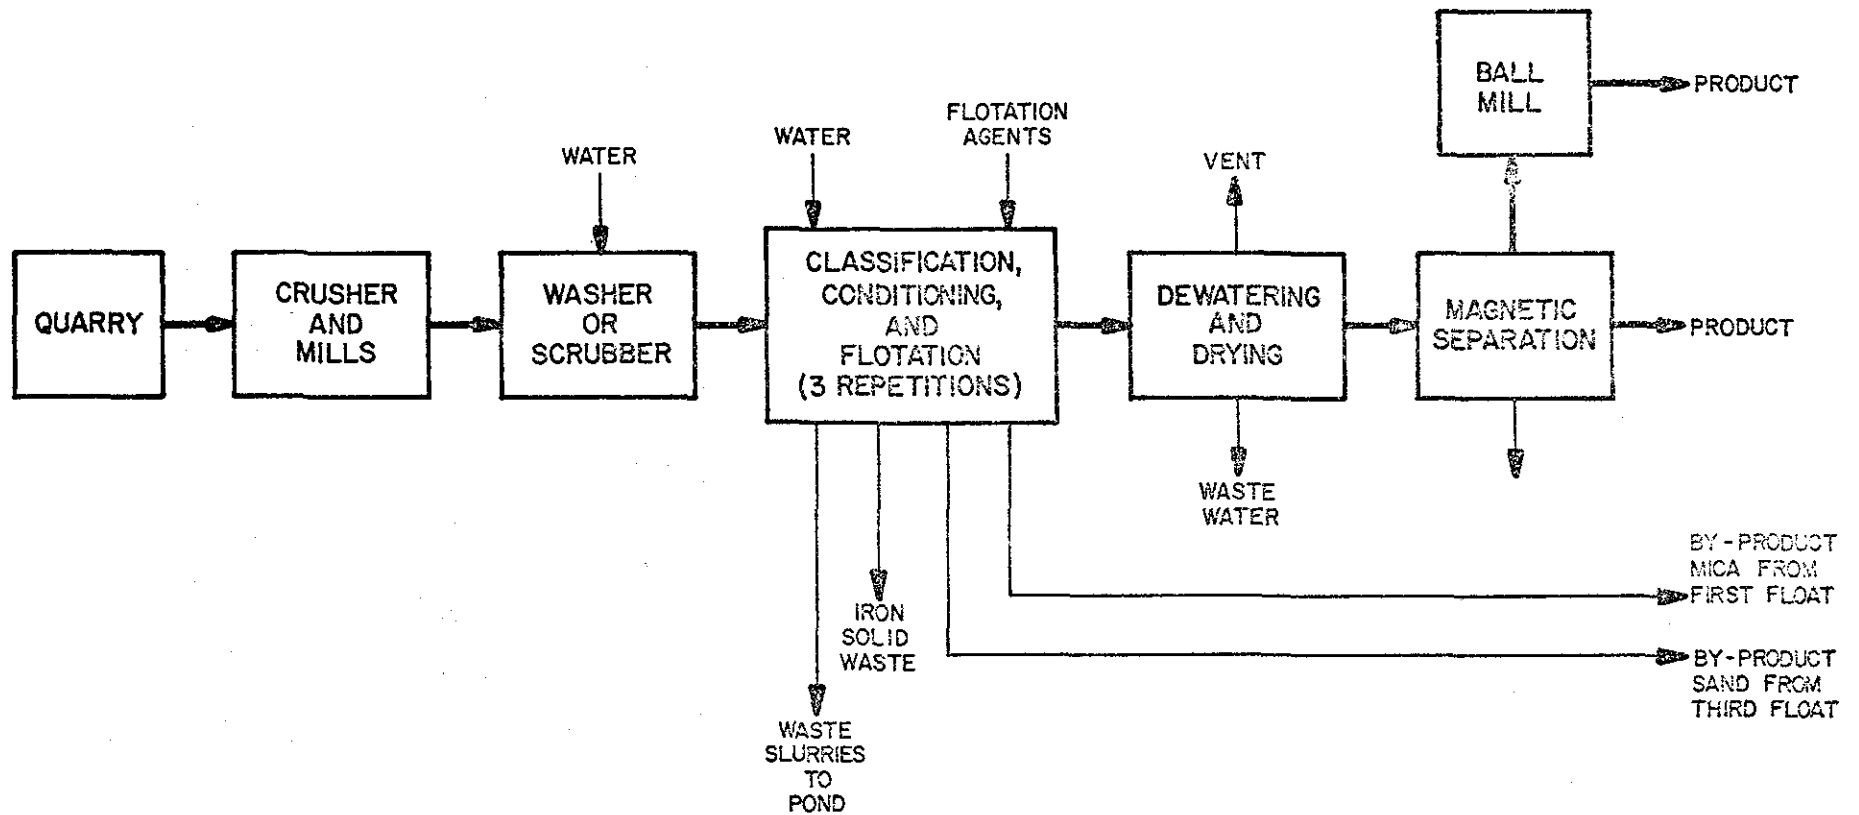 BALL
MILL
PRODUCT
FLOTATION
AGENTS
WATER
WATER
VENT
QUARRY
CRUSHER
AND
MILLS
WASHER
OR
SCRUBBER
CLASSIFICATION,
CONDITIONING,
AND
FLOTATION
(3 REPETITIONS)
DEWATERING
AND
DRYING
MAGNETIC
SEPARATION
PRODUCT
WASTE
WATER
BY-PRODUCT
MICA FROM
FIRST FLOAT
IRON
SOLID
WASTE
BY-PRODUCT
SAND FROM
THIRD FLOAT
WASTE
SLURRIES
TO
POND